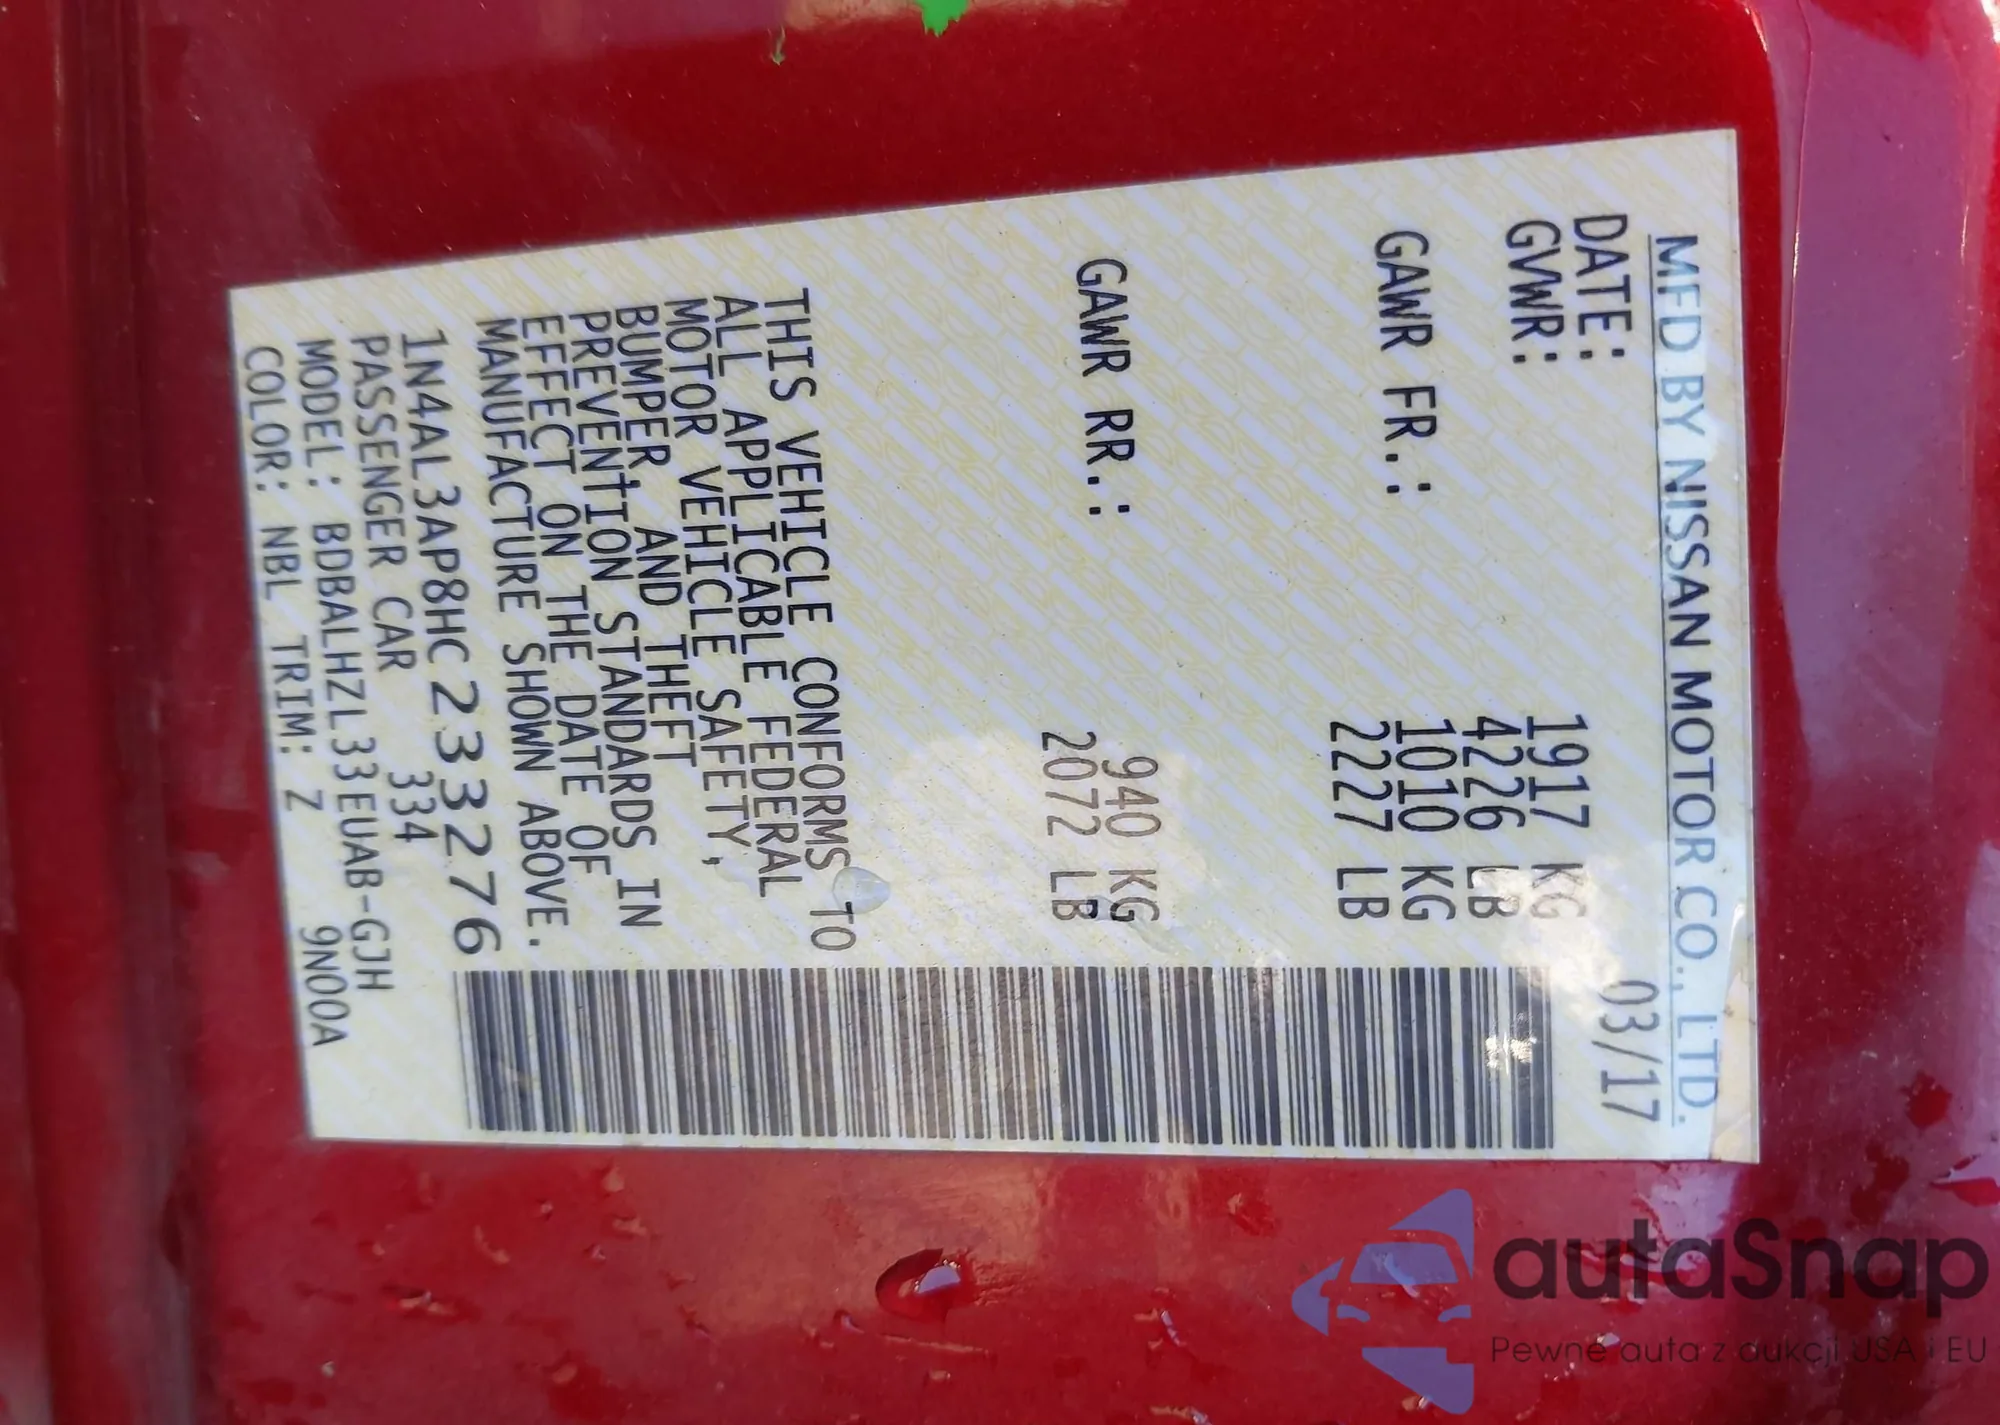 MFD BY NISSAN MOTOR CO., LTD.
DATE: 03/17
GVWR: 1917 KG
4226 LB
GAWR FR.: 1010 KG
2227 LB
GAWR RR.: 940 KG
2072 LB
THIS VEHICLE CONFORMS TO
ALL APPLICABLE FEDERAL
MOTOR VEHICLE SAFETY,
BUMPER, AND THEFT
PREVENTION STANDARDS IN
EFFECT ON THE DATE OF
MANUFACTURE SHOWN ABOVE.
1N4AL3AP8HC233276
PASSENGER CAR 334
MODEL: BDBALHZL33EUAB-GJH
COLOR: NBL TRIM: Z 9N00A
autaSnap
Pewne auta z aukcji USA i EU